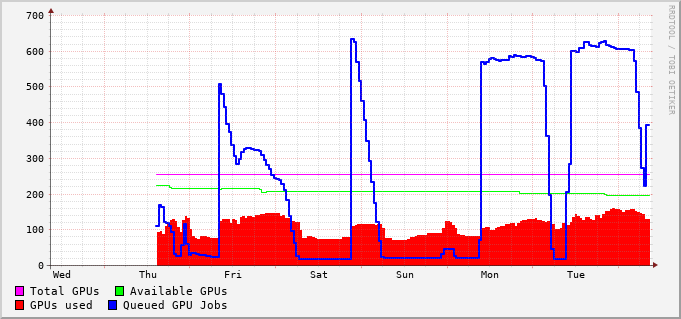 700
600
500
400
300
200
100
0
Wed Thu Fri Sat Sun Mon Tue
Total GPUs Available GPUs
GPUs used Queued GPU Jobs
RRDTOOL / TOBI OETIKER